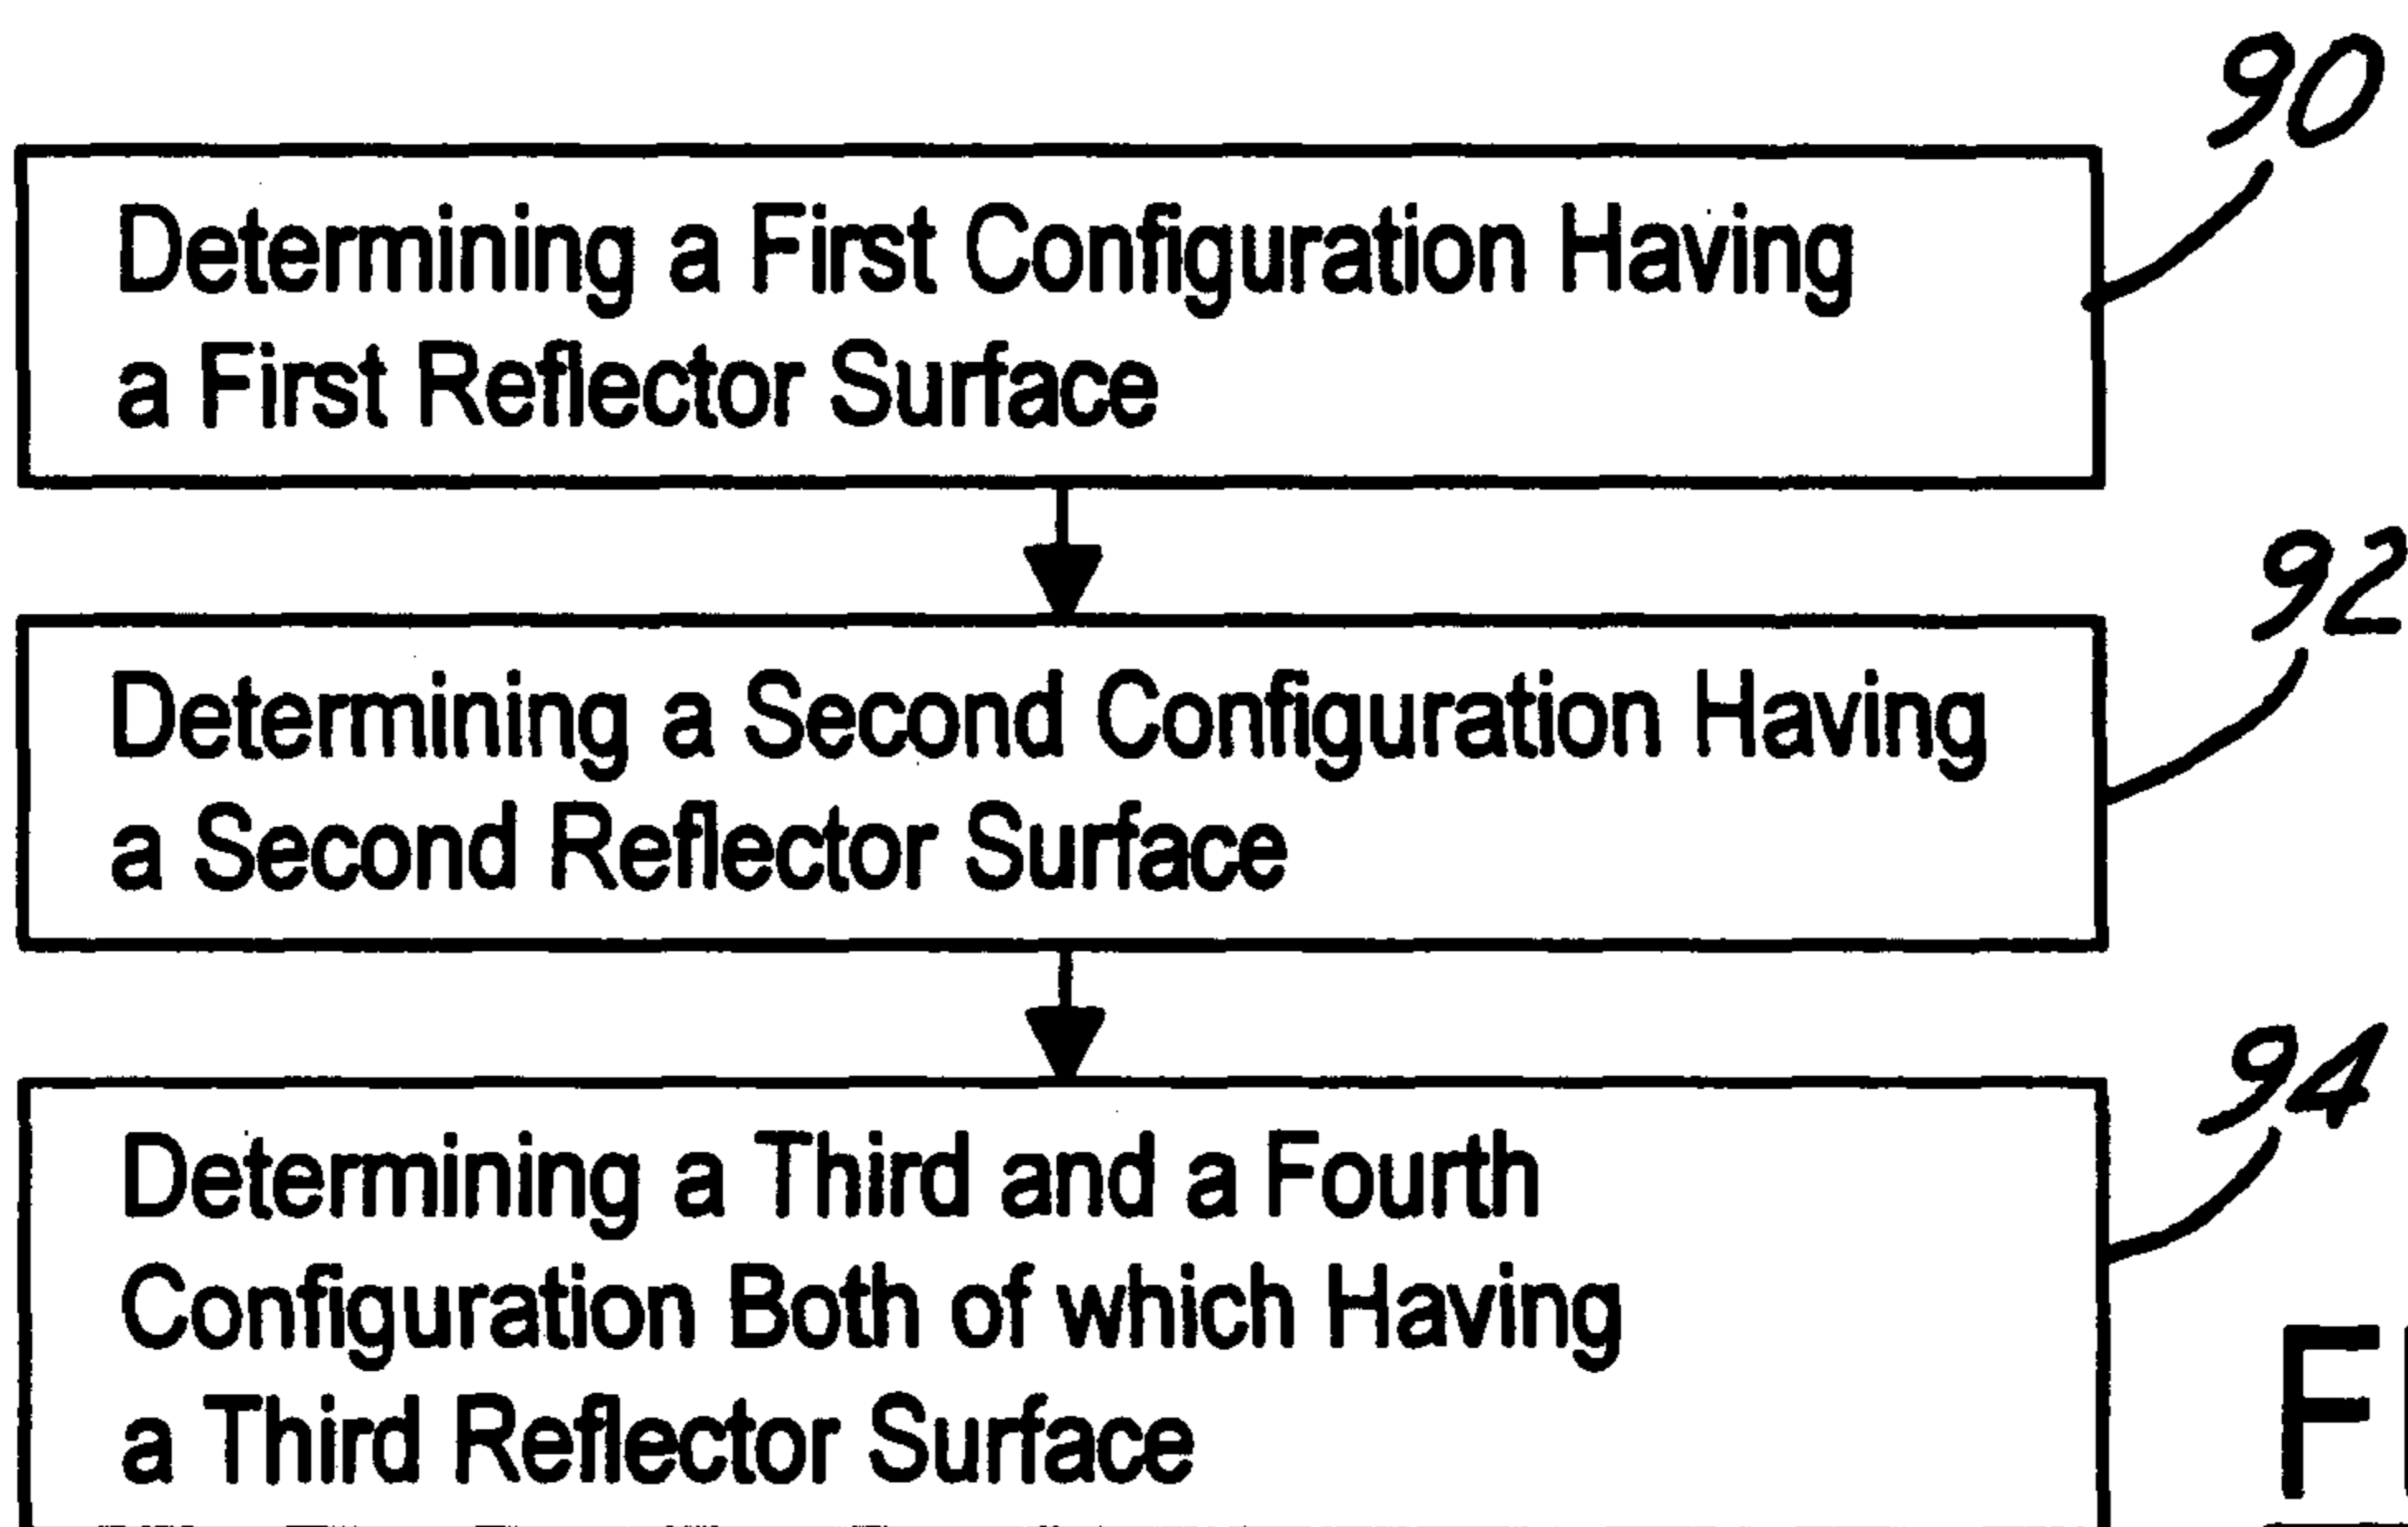 90
Determining a First Configuration Having
a First Reflector Surface
92
Determining a Second Configuration Having
a Second Reflector Surface
94
Determining a Third and a Fourth
Configuration Both of which Having
a Third Reflector Surface